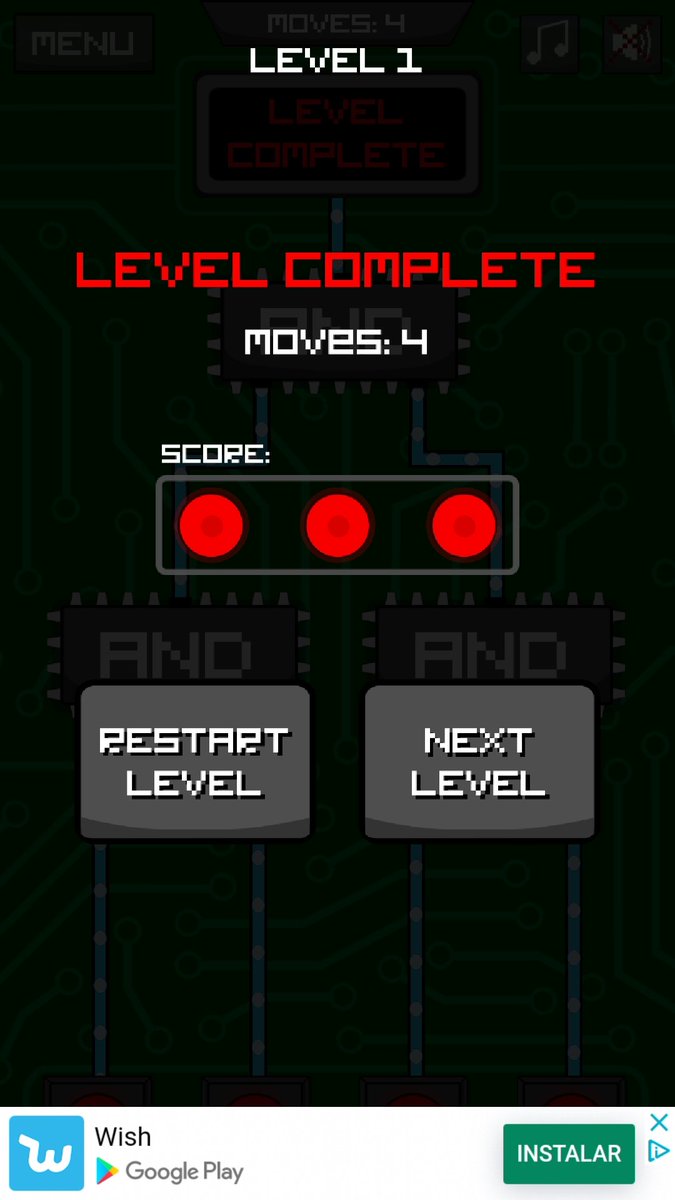 MENU
MOVES: 4
LEVEL 1
LEVEL
COMPLETE
LEVEL COMPLETE
AND
MOVES: 4
SCORE:
AND
AND
RESTART
LEVEL
NEXT
LEVEL
Wish
Google Play
INSTALAR